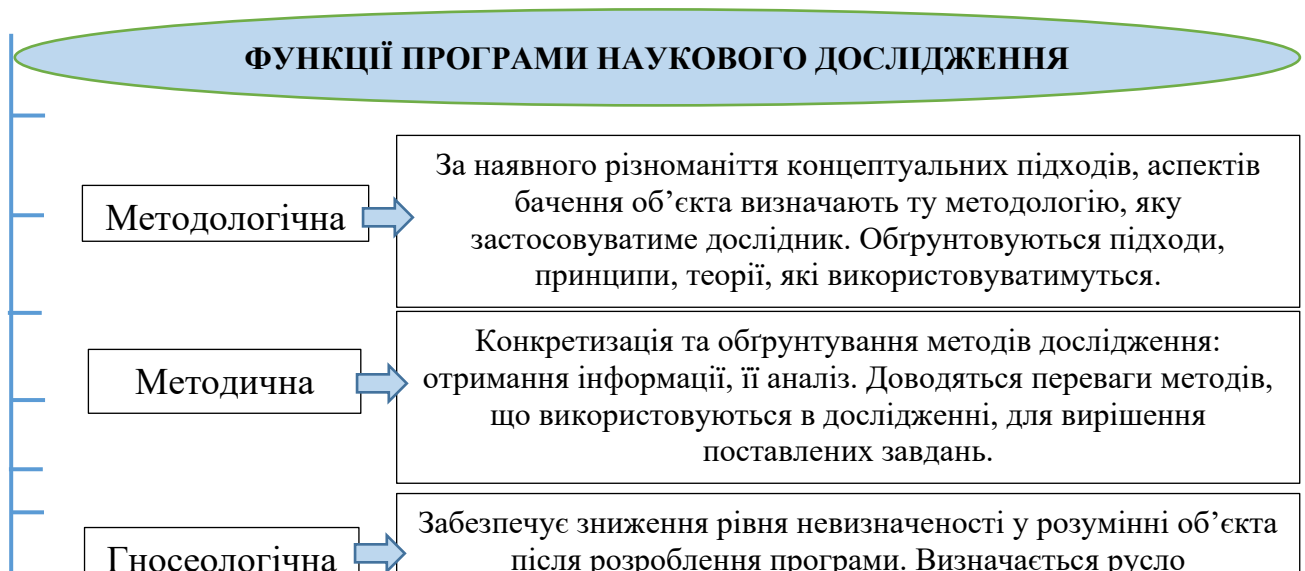 ФУНКЦІЇ ПРОГРАМИ НАУКОВОГО ДОСЛІДЖЕННЯ
Методологічна
За наявного різноманіття концептуальних підходів, аспектів
бачення об’єкта визначають ту методологію, яку
застосовуватиме дослідник. Обґрунтовуються підходи,
принципи, теорії, які використовуватимуться.
Методична
Конкретизація та обґрунтування методів дослідження:
отримання інформації, її аналіз. Доводяться переваги методів,
що використовуються в дослідженні, для вирішення
поставлених завдань.
Гносеологічна
Забезпечує зниження рівня невизначеності у розумінні об’єкта
після розроблення програми. Визначається русло